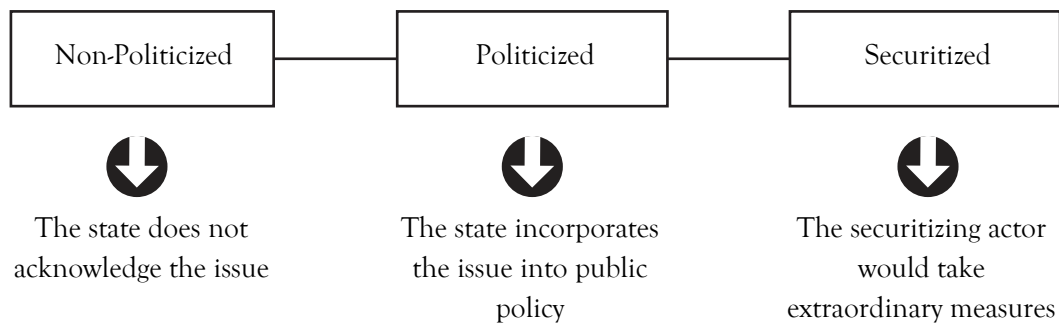 Non-Politicized
Politicized
Securitized
The state does not
acknowledge the issue
The state incorporates
the issue into public
policy
The securitizing actor
would take
extraordinary measures